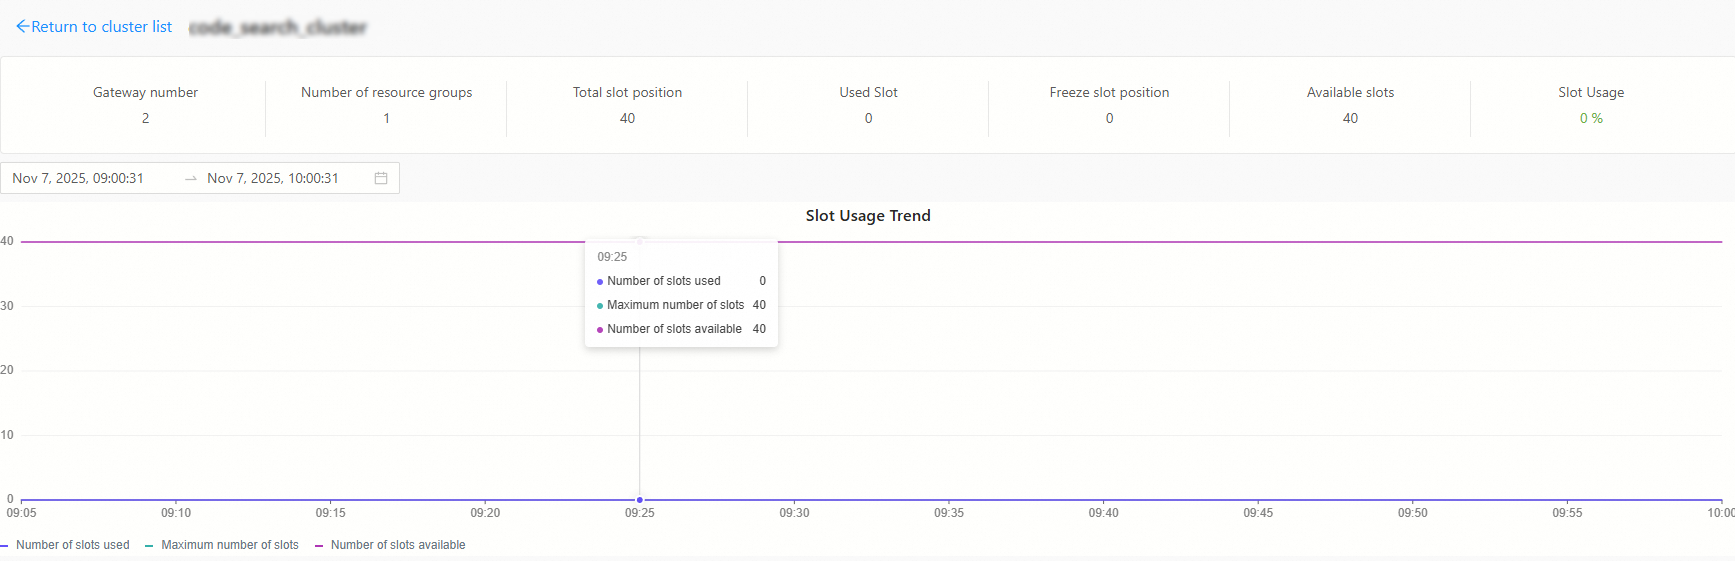 Return to cluster list code_search_cluster
Gateway number Number of resource groups Total slot position Used Slot Freeze slot position Available slots Slot Usage
2 1 40 0 0 40 0 %
Nov 7, 2025, 09:00:31 Nov 7, 2025, 10:00:31
Slot Usage Trend
40
09:25
Number of slots used 0
30
Maximum number of slots 40
Number of slots available 40
20
10
0
09:05 09:10 09:15 09:20 09:25 09:30 09:35 09:40 09:45 09:50 09:55 10:00
Number of slots used Maximum number of slots Number of slots available